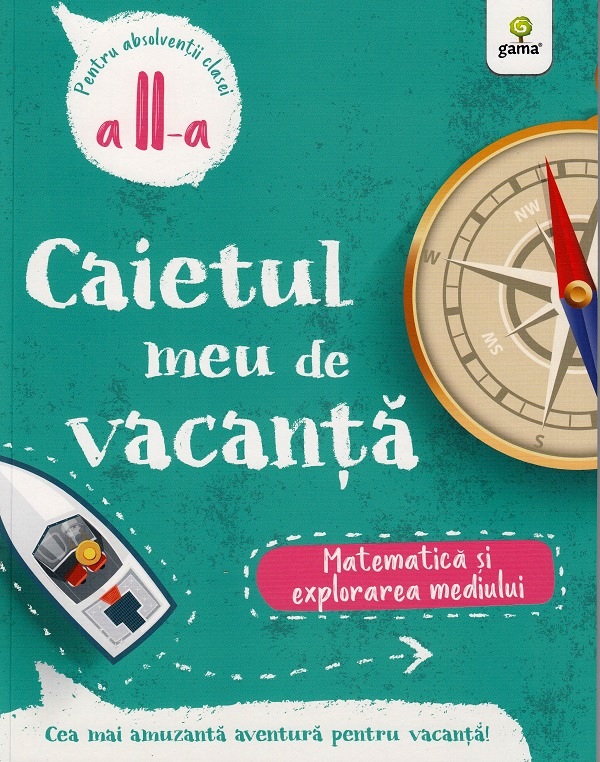 Pentru absolvenții clasei
a II-a
gama®
NW
W
SW
S
Caietul
meu de
vacanță
Matematică și
explorarea mediului
Cea mai amuzantă aventură pentru vacanță!